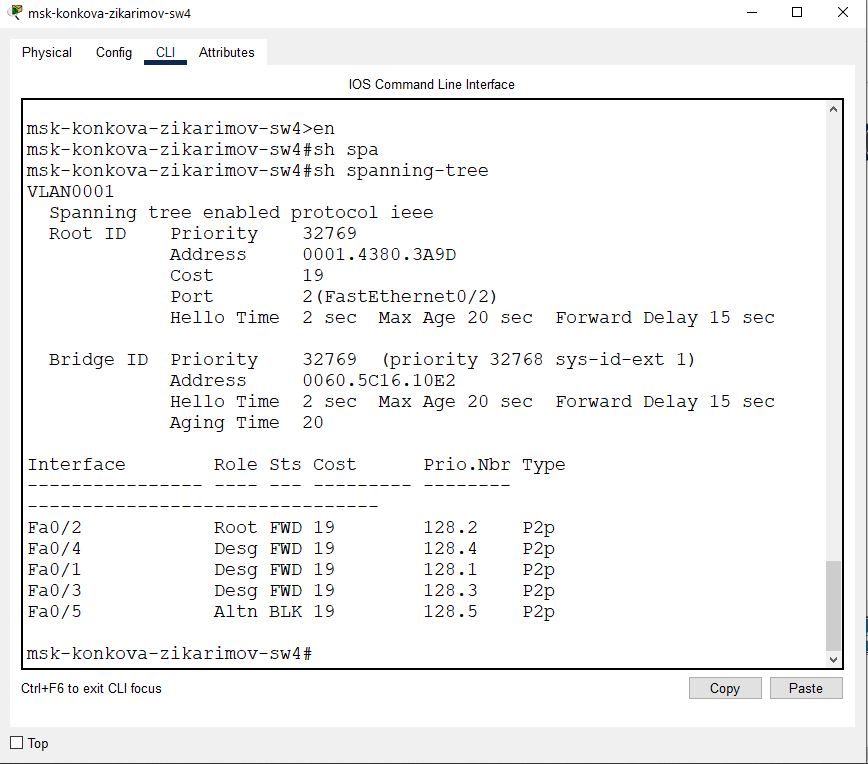 msk-konkova-zikarimov-sw4
Physical Config CLI Attributes
IOS Command Line Interface
msk-konkova-zikarimov-sw4>en
msk-konkova-zikarimov-sw4#sh spa
msk-konkova-zikarimov-sw4#sh spanning-tree
VLAN0001
  Spanning tree enabled protocol ieee
  Root ID    Priority    32769
             Address     0001.4380.3A9D
             Cost        19
             Port        2(FastEthernet0/2)
             Hello Time  2 sec  Max Age 20 sec  Forward Delay 15 sec
  Bridge ID  Priority    32769  (priority 32768 sys-id-ext 1)
             Address     0060.5C16.10E2
             Hello Time  2 sec  Max Age 20 sec  Forward Delay 15 sec
             Aging Time  20
Interface        Role Sts Cost      Prio.Nbr Type
---------------- ---- --- --------- --------
--------------------------------
Fa0/2            Root FWD 19        128.2    P2p
Fa0/4            Desg FWD 19        128.4    P2p
Fa0/1            Desg FWD 19        128.1    P2p
Fa0/3            Desg FWD 19        128.3    P2p
Fa0/5            Altn BLK 19        128.5    P2p
msk-konkova-zikarimov-sw4#
Ctrl+F6 to exit CLI focus Copy Paste
Top